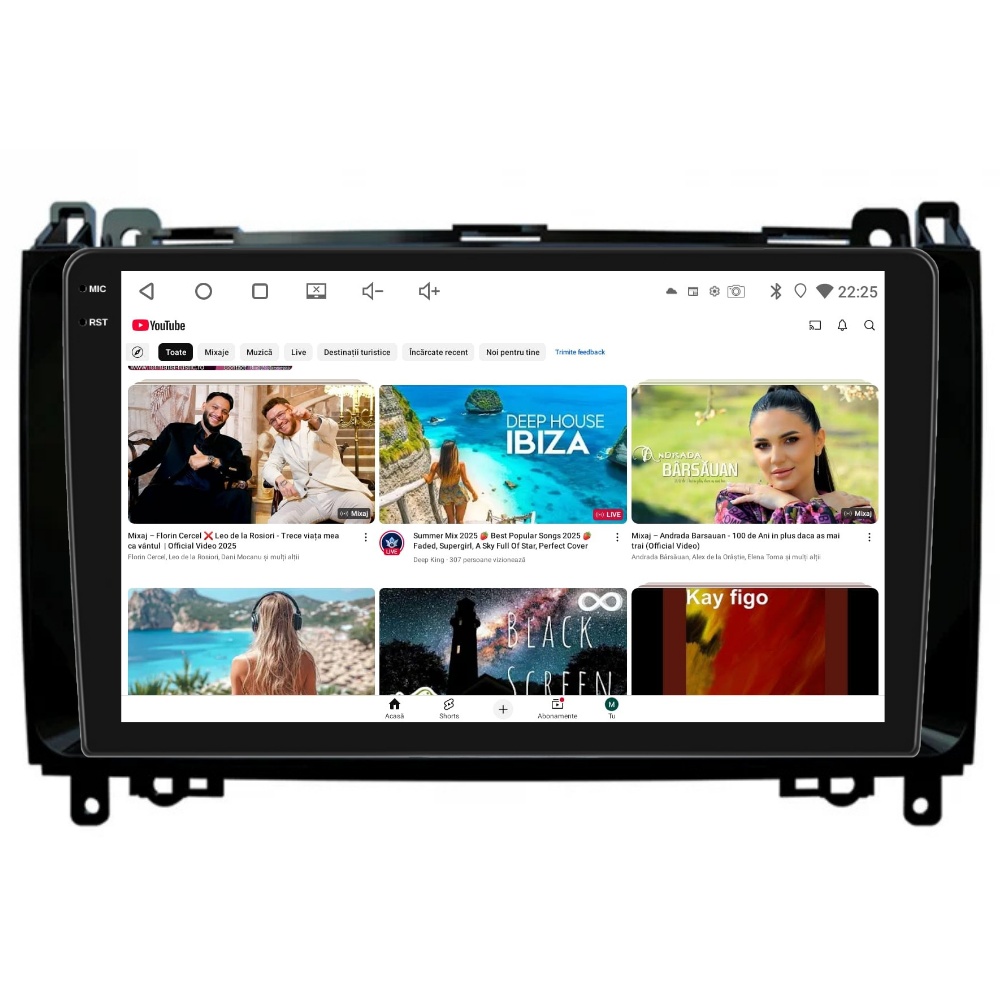 MIC
RST
22:25
YouTube
Toate
Mixaje
Muzică
Live
Destinații turistice
Încărcate recent
Noi pentru tine
Trimite feedback
Mixaj
DEEP HOUSE
IBIZA
LIVE
ANDRADA
BÂRSĂUAN
Mixaj
Mixaj – Florin Cercel ❌ Leo de la Rosiori - Trece viața mea
ca vântul | Official Video 2025
Florin Cercel, Leo de la Rosiori, Dani Mocanu și mulți alții
LIVE
Summer Mix 2025 🍓 Best Popular Songs 2025 🍓
Faded, Supergirl, A Sky Full Of Star, Perfect Cover
Deep King · 307 persoane vizionează
Mixaj – Andrada Barsauan - 100 de Ani in plus daca as mai
trai (Official Video)
Andrada Bârsăuan, Alex de la Orăștie, Elena Toma și mulți alții
BLACK
SCREEN
Kay figo
Acasă
Shorts
Abonamente
M
Tu